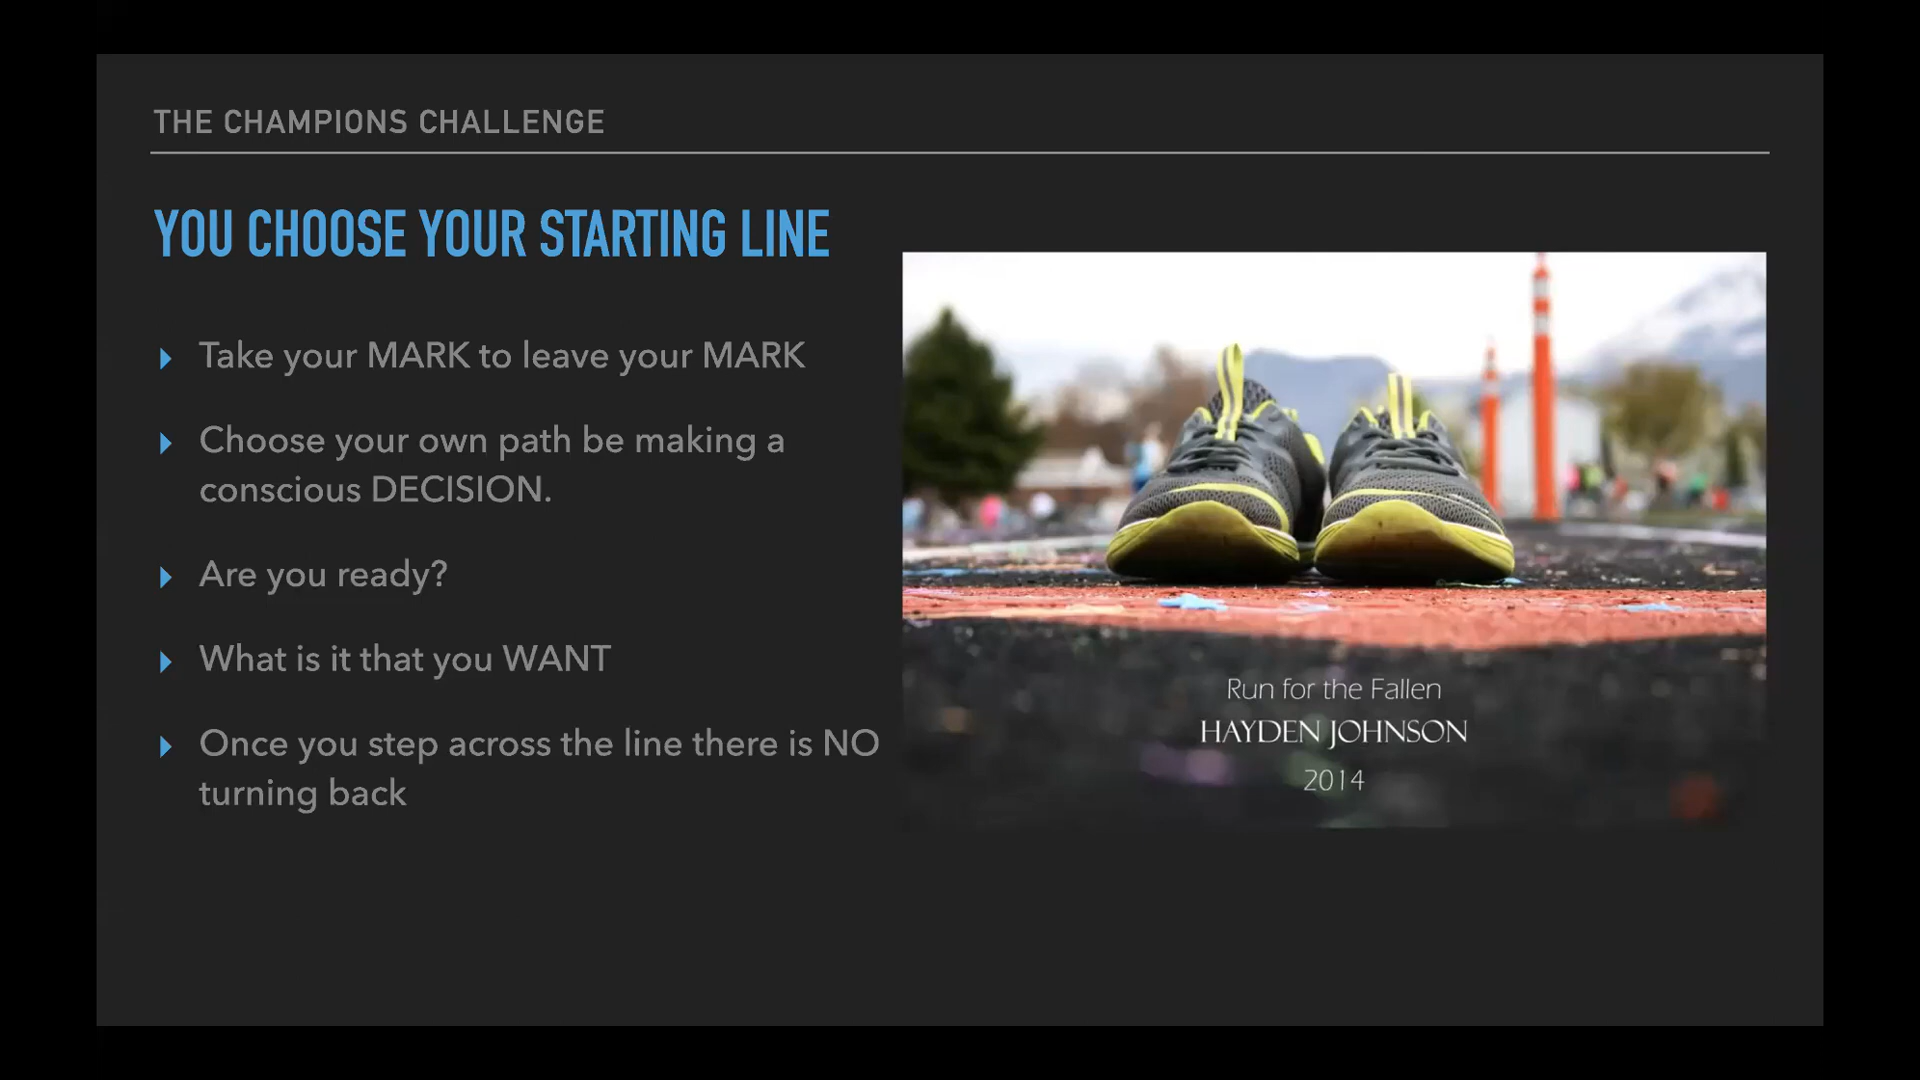 THE CHAMPIONS CHALLENGE
YOU CHOOSE YOUR STARTING LINE
Take your MARK to leave your MARK
Choose your own path be making a
conscious DECISION.
Are you ready?
What is it that you WANT
Once you step across the line there is NO
turning back
Run for the Fallen
HAYDEN JOHNSON
2014